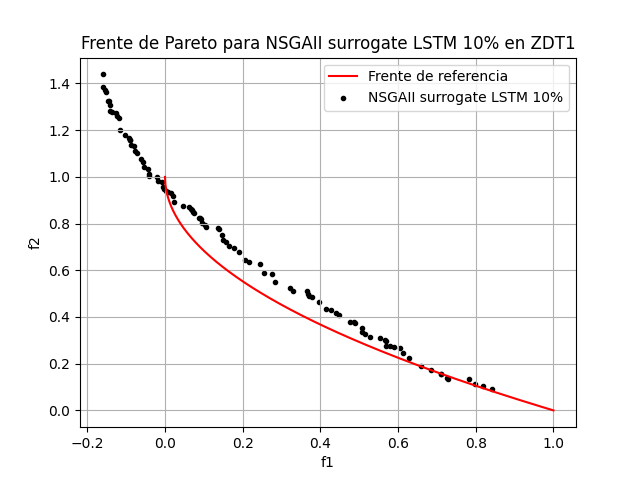 Frente de Pareto para NSGAII surrogate LSTM 10% en ZDT1
Frente de referencia
NSGAII surrogate LSTM 10%
f2
1.4
1.2
1.0
0.8
0.6
0.4
0.2
0.0
−0.2 0.0 0.2 0.4 0.6 0.8 1.0
f1